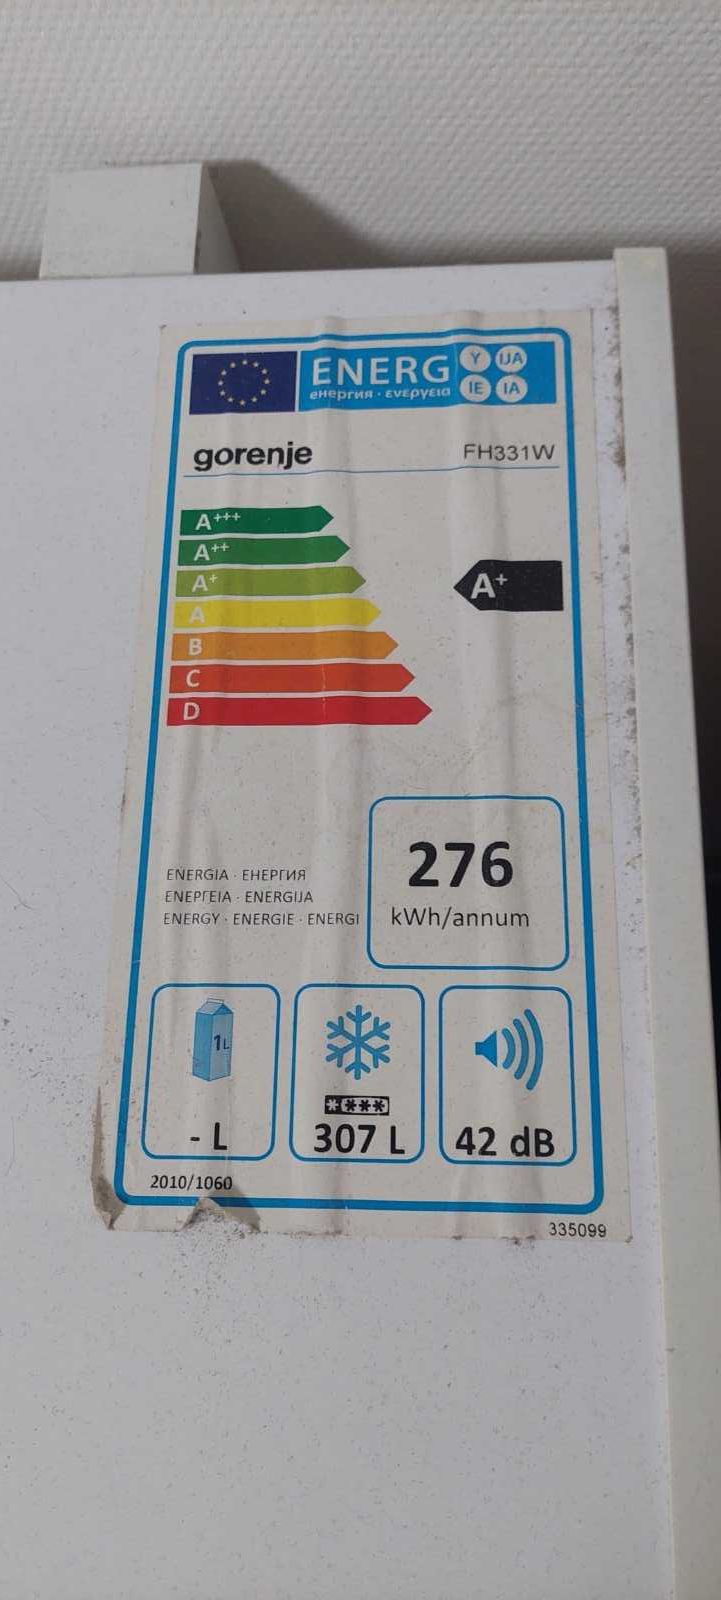 ENERG Y IJA
енергия · ενεργεια IE IA
gorenje FH331W
A+++
A++
A+ A+
A
B
C
D
276
kWh/annum
ENERGIA · ЕНЕРГИЯ
ΕΝΕΡΓΕΙΑ · ENERGIJA
ENERGY · ENERGIE · ENERGI
1L
- L 307 L 42 dB
2010/1060
335099